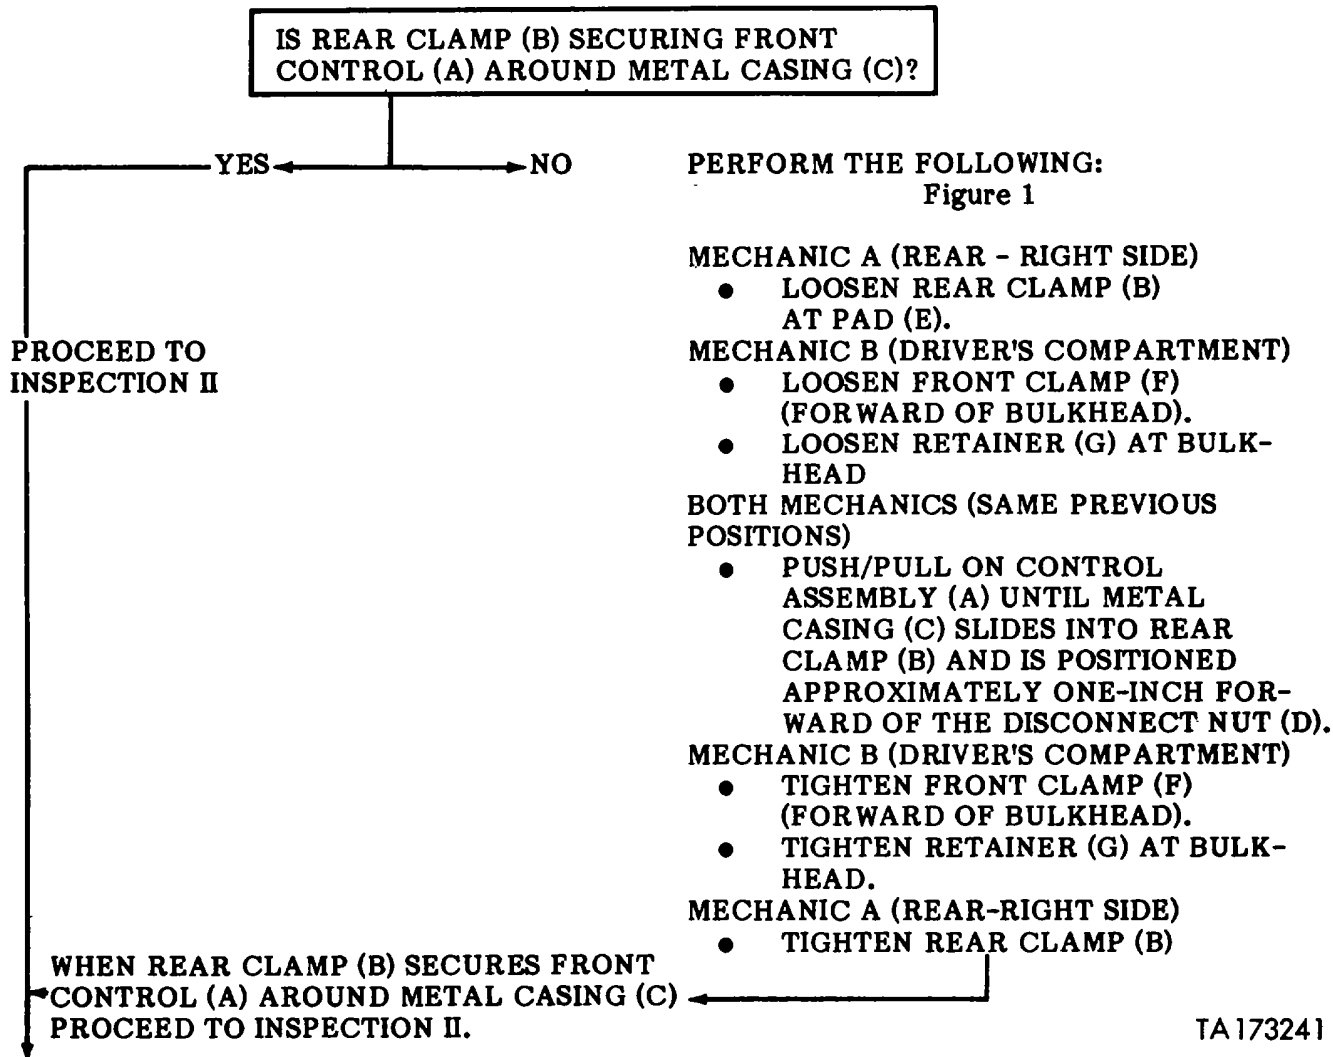 IS REAR CLAMP (B) SECURING FRONT
CONTROL (A) AROUND METAL CASING (C)?
YES
NO
PERFORM THE FOLLOWING:
Figure 1
MECHANIC A (REAR - RIGHT SIDE)
● LOOSEN REAR CLAMP (B)
AT PAD (E).
PROCEED TO
INSPECTION II
MECHANIC B (DRIVER'S COMPARTMENT)
● LOOSEN FRONT CLAMP (F)
(FORWARD OF BULKHEAD).
● LOOSEN RETAINER (G) AT BULK-
HEAD
BOTH MECHANICS (SAME PREVIOUS
POSITIONS)
● PUSH/PULL ON CONTROL
ASSEMBLY (A) UNTIL METAL
CASING (C) SLIDES INTO REAR
CLAMP (B) AND IS POSITIONED
APPROXIMATELY ONE-INCH FOR-
WARD OF THE DISCONNECT NUT (D).
MECHANIC B (DRIVER'S COMPARTMENT)
● TIGHTEN FRONT CLAMP (F)
(FORWARD OF BULKHEAD).
● TIGHTEN RETAINER (G) AT BULK-
HEAD.
MECHANIC A (REAR-RIGHT SIDE)
● TIGHTEN REAR CLAMP (B)
WHEN REAR CLAMP (B) SECURES FRONT
CONTROL (A) AROUND METAL CASING (C)
PROCEED TO INSPECTION II.
TA173241